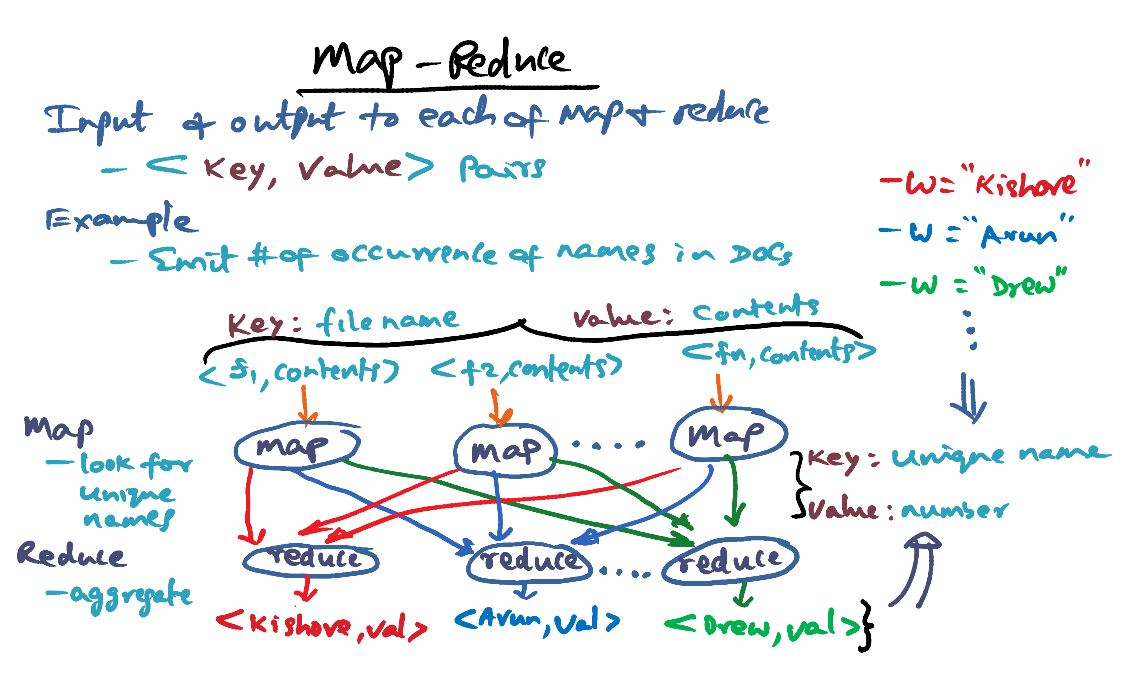 Map - Reduce
Input & output to each of map & reduce
- < Key, Value > Pairs
Example
- Emit # of occurrence of names in DOCs
- W = "Kishore"
- W = "Arun"
- W = "Drew"
Key: filename Value: contents
<f1, contents> <f2, contents> <fn, contents>
map map .... map
Map
- look for
unique
names
Key: unique name
Value: number
Reduce
- aggregate
reduce reduce .... reduce
<Kishore, val> <Arun, val> <Drew, val>